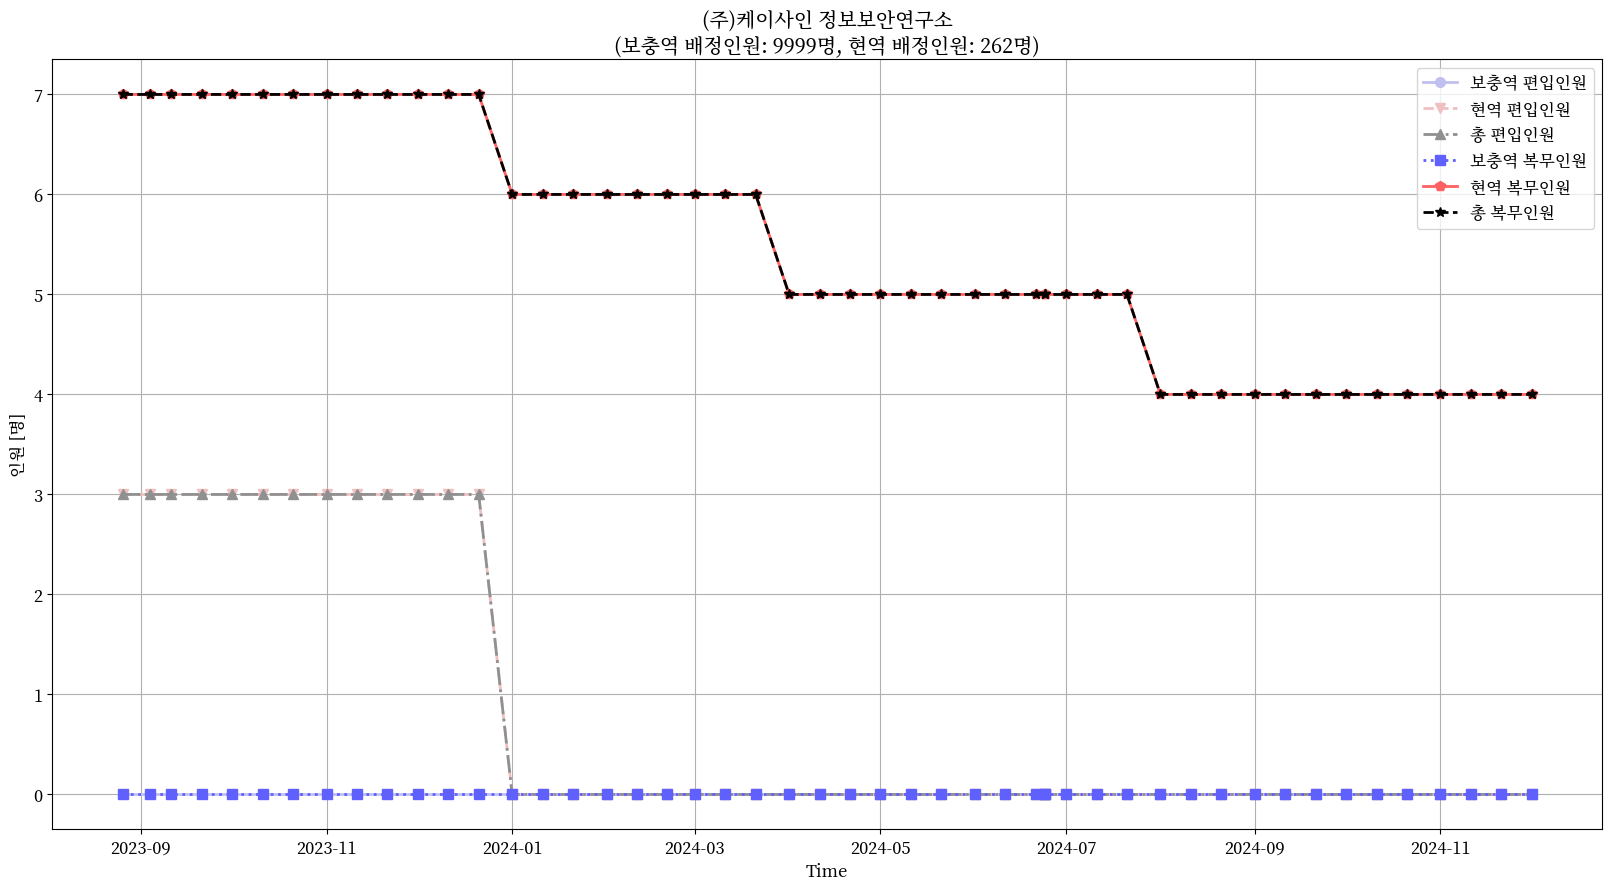 (주)케이사인 정보보안연구소
(보충역 배정인원: 9999명, 현역 배정인원: 262명)
보충역 편입인원
현역 편입인원
총 편입인원
보충역 복무인원
현역 복무인원
총 복무인원
인원 [명]
7
6
5
4
3
2
1
0
2023-09
2023-11
2024-01
2024-03
2024-05
2024-07
2024-09
2024-11
Time